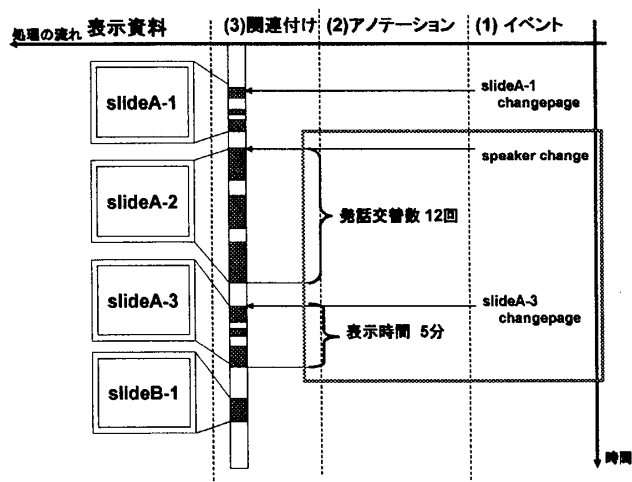 処理の流れ 表示資料 (3)関連付け (2)アノテーション (1) イベント
slideA-1
slideA-1
changepage
speaker change
slideA-2
発話交替数 12回
slideA-3
slideA-3
changepage
表示時間 5分
slideB-1
時間